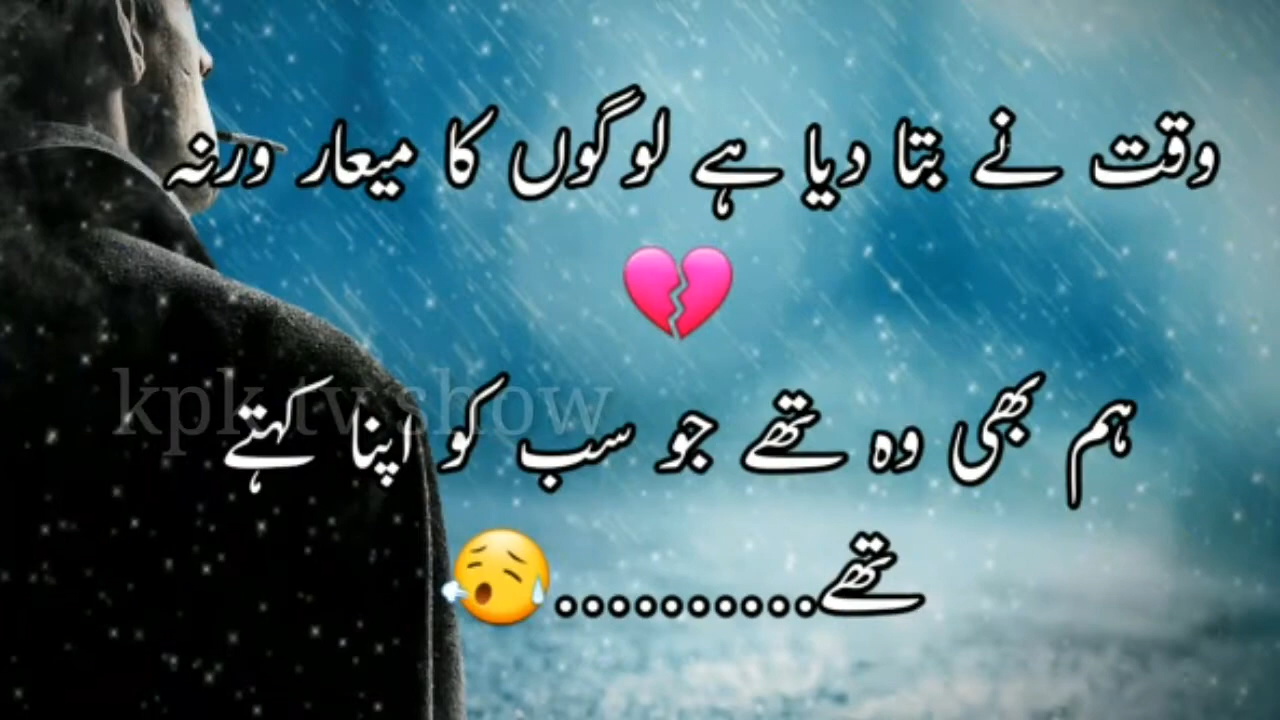 وقت نے بتا دیا ہے لوگوں کا میعار ورنہ
💔
ہم بھی وہ تھے جو سب کو اپنا کہتے
تھے..........😮‍💨
kpk tv show